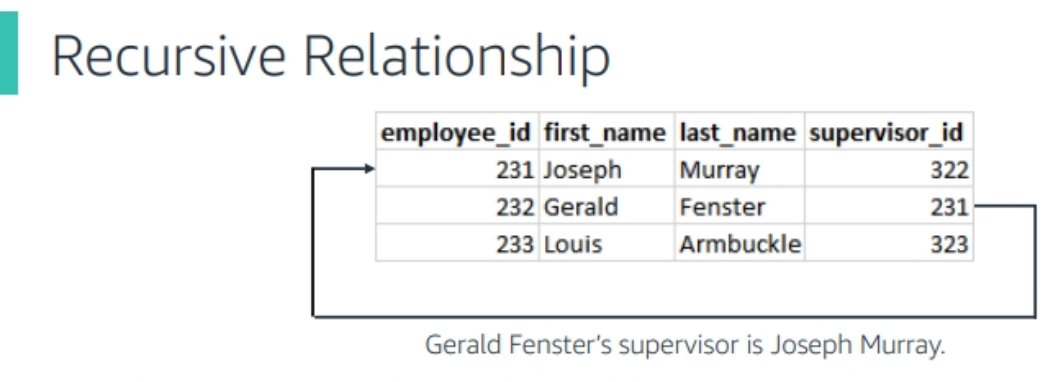 Recursive Relationship
employee_id first_name last_name supervisor_id
231 Joseph Murray 322
232 Gerald Fenster 231
233 Louis Armbuckle 323
Gerald Fenster's supervisor is Joseph Murray.